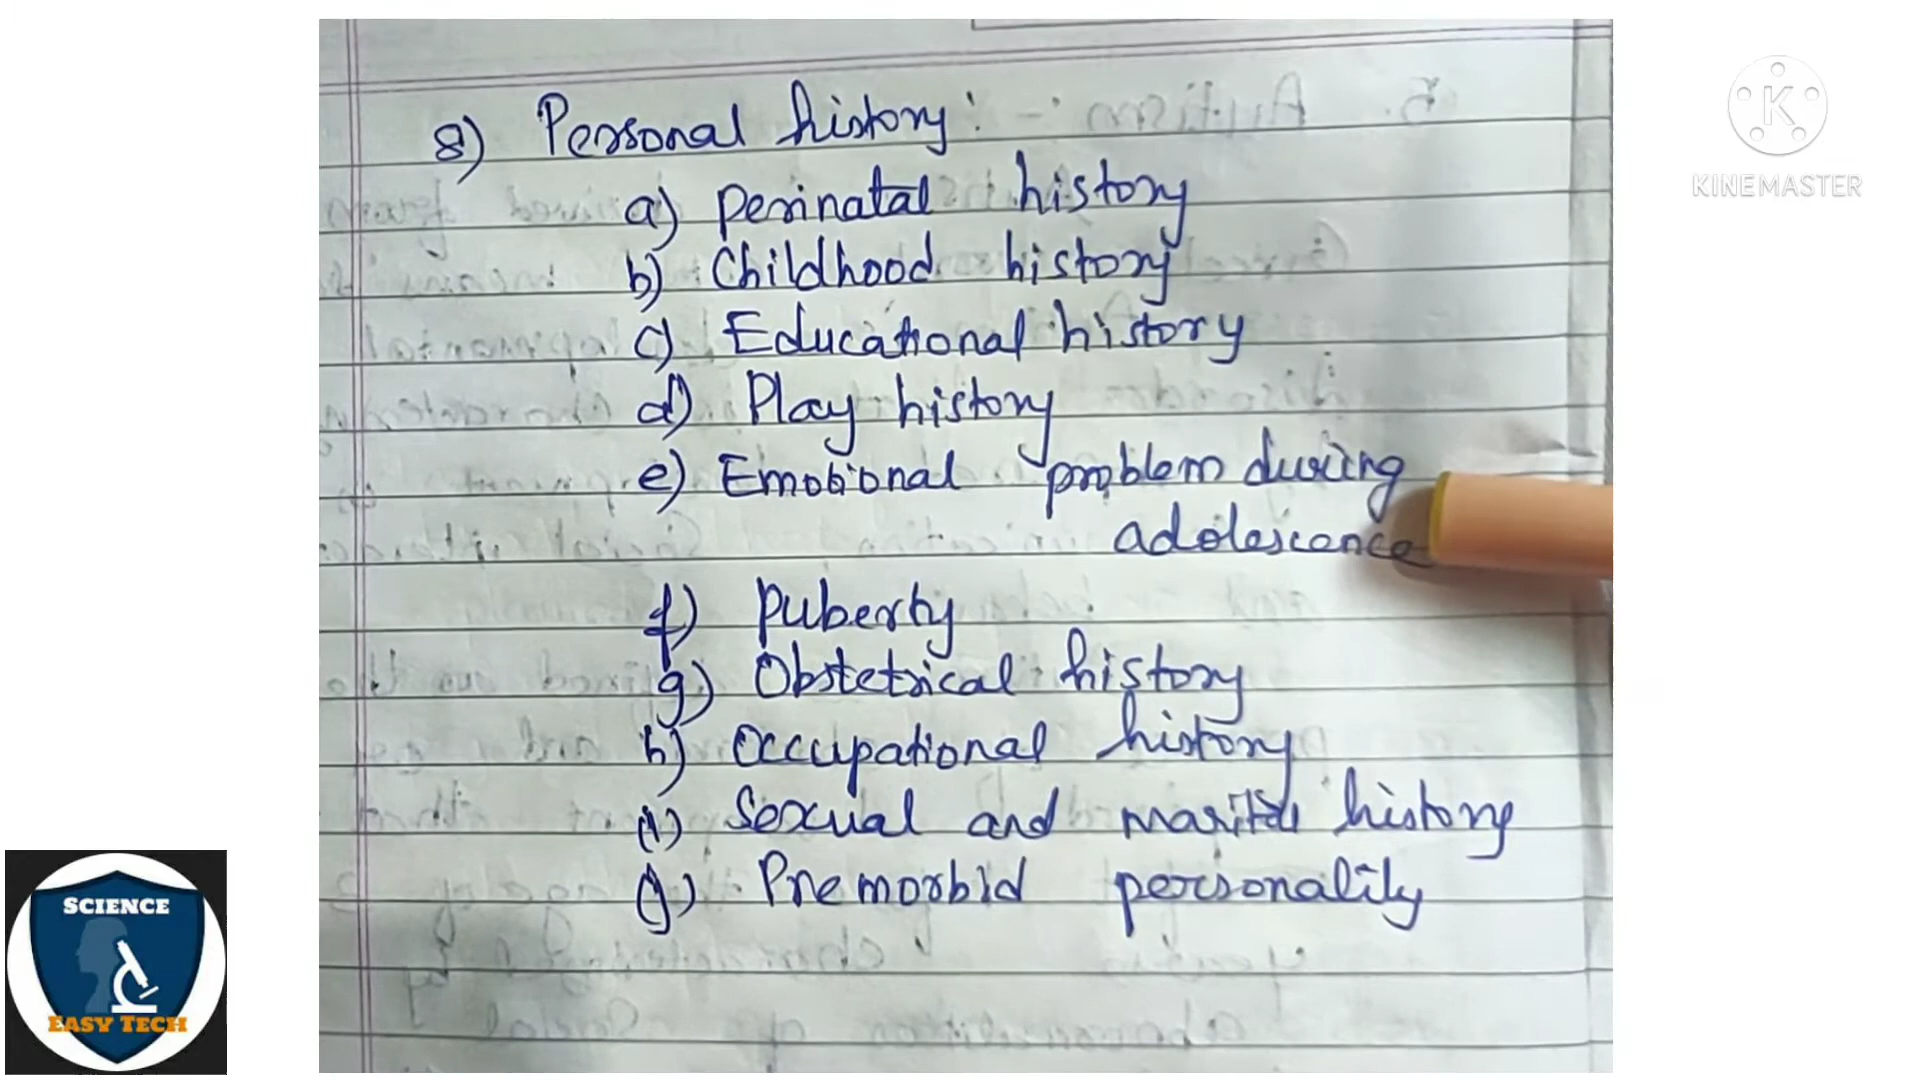 8) Personal history:
a) perinatal history
b) Childhood history
c) Educational history
d) Play history
e) Emotional problem during
adolescence
f) puberty
g) Obstetrical history
h) Occupational history
(i) Sexual and marital history
(j) Premorbid personality
KINEMASTER
SCIENCE
EASY TECH